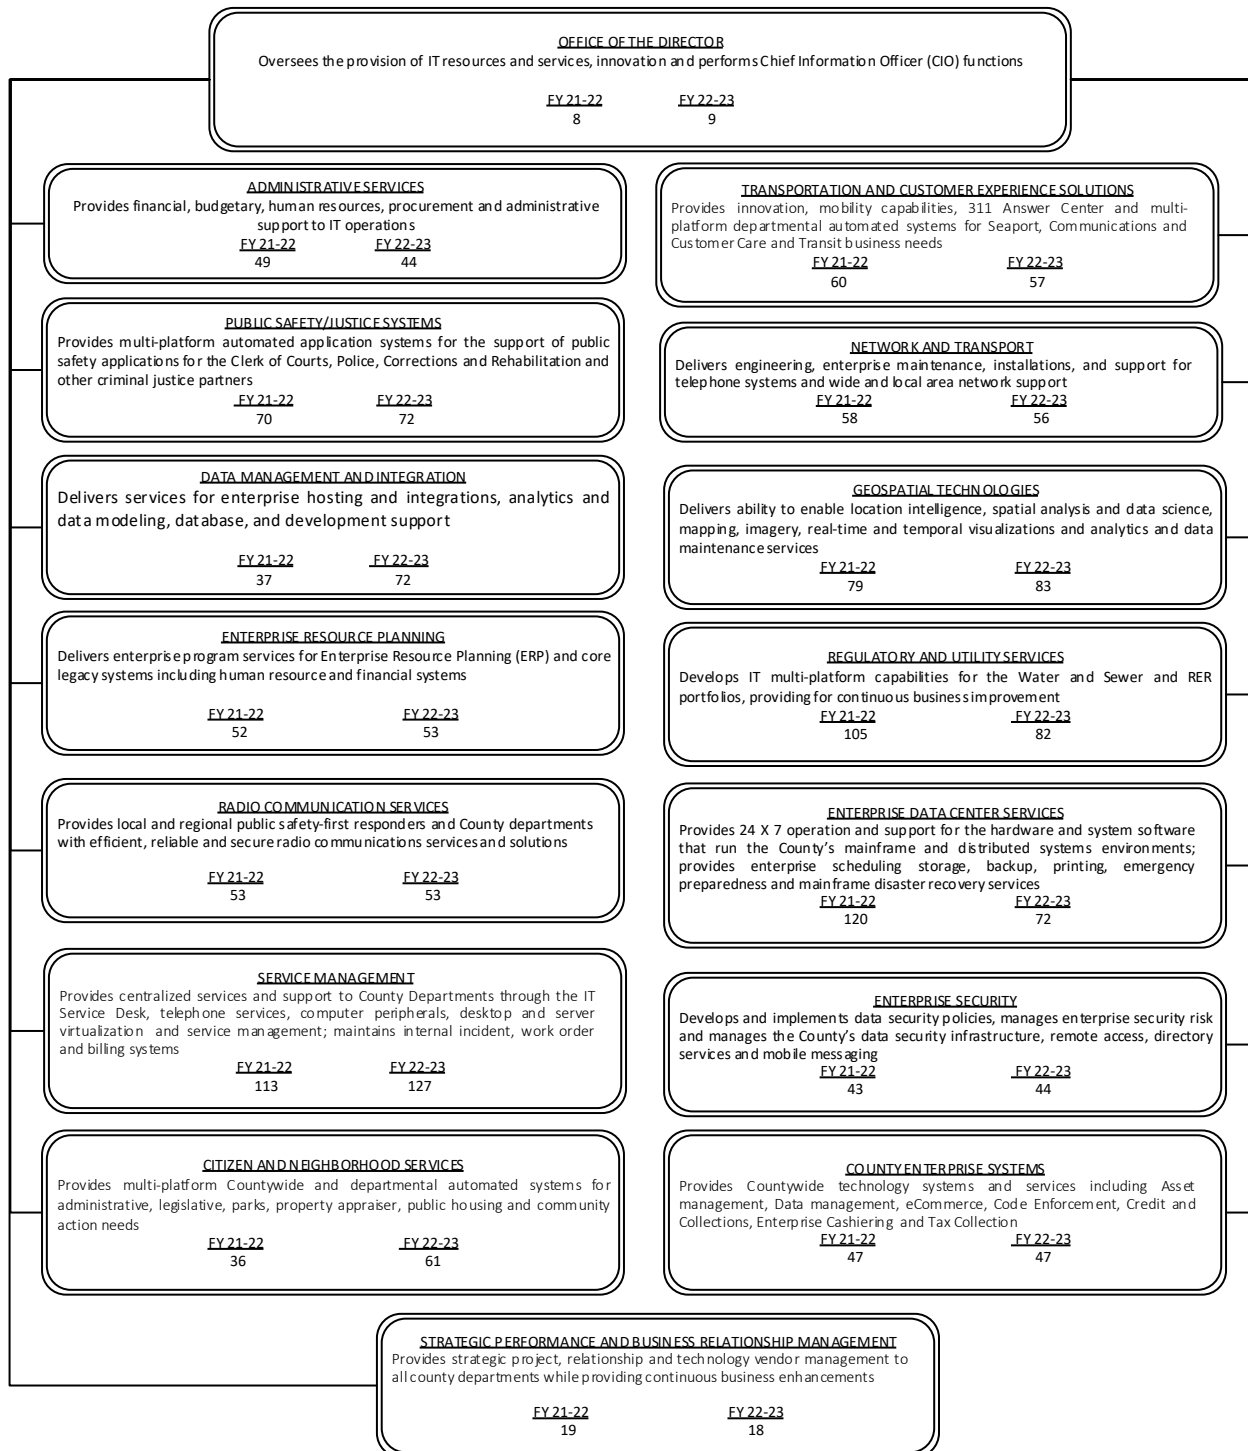 OFFICE OF THE DIRECTOR
Oversees the provision of IT resources and services, innovation and performs Chief Information Officer (CIO) functions
FY 21-22 FY 22-23
8 9
ADMINISTRATIVE SERVICES
Provides financial, budgetary, human resources, procurement and administrative
support to IT operations
FY 21-22 FY 22-23
49 44
TRANSPORTATION AND CUSTOMER EXPERIENCE SOLUTIONS
Provides innovation, mobility capabilities, 311 Answer Center and multi-
platform departmental automated systems for Seaport, Communications and
Customer Care and Transit business needs
FY 21-22 FY 22-23
60 57
PUBLIC SAFETY/JUSTICE SYSTEMS
Provides multi-platform automated application systems for the support of public
safety applications for the Clerk of Courts, Police, Corrections and Rehabilitation and
other criminal justice partners
FY 21-22 FY 22-23
70 72
NETWORK AND TRANSPORT
Delivers engineering, enterprise maintenance, installations, and support for
telephone systems and wide and local area network support
FY 21-22 FY 22-23
58 56
DATA MANAGEMENT AND INTEGRATION
Delivers services for enterprise hosting and integrations, analytics and
data modeling, database, and development support
FY 21-22 FY 22-23
37 72
GEOSPATIAL TECHNOLOGIES
Delivers ability to enable location intelligence, spatial analysis and data science,
mapping, imagery, real-time and temporal visualizations and analytics and data
maintenance services
FY 21-22 FY 22-23
79 83
ENTERPRISE RESOURCE PLANNING
Delivers enterprise program services for Enterprise Resource Planning (ERP) and core
legacy systems including human resource and financial systems
FY 21-22 FY 22-23
52 53
REGULATORY AND UTILITY SERVICES
Develops IT multi-platform capabilities for the Water and Sewer and RER
portfolios, providing for continuous business improvement
FY 21-22 FY 22-23
105 82
RADIO COMMUNICATION SERVICES
Provides local and regional public safety-first responders and County departments
with efficient, reliable and secure radio communications services and solutions
FY 21-22 FY 22-23
53 53
ENTERPRISE DATA CENTER SERVICES
Provides 24 X 7 operation and support for the hardware and system software
that run the County's mainframe and distributed systems environments;
provides enterprise scheduling storage, backup, printing, emergency
preparedness and mainframe disaster recovery services
FY 21-22 FY 22-23
120 72
SERVICE MANAGEMENT
Provides centralized services and support to County Departments through the IT
Service Desk, telephone services, computer peripherals, desktop and server
virtualization and service management; maintains internal incident, work order
and billing systems
FY 21-22 FY 22-23
113 127
ENTERPRISE SECURITY
Develops and implements data security policies, manages enterprise security risk
and manages the County's data security infrastructure, remote access, directory
services and mobile messaging
FY 21-22 FY 22-23
43 44
CITIZEN AND NEIGHBORHOOD SERVICES
Provides multi-platform Countywide and departmental automated systems for
administrative, legislative, parks, property appraiser, public housing and community
action needs
FY 21-22 FY 22-23
36 61
COUNTY ENTERPRISE SYSTEMS
Provides Countywide technology systems and services including Asset
management, Data management, eCommerce, Code Enforcement, Credit and
Collections, Enterprise Cashiering and Tax Collection
FY 21-22 FY 22-23
47 47
STRATEGIC PERFORMANCE AND BUSINESS RELATIONSHIP MANAGEMENT
Provides strategic project, relationship and technology vendor management to
all county departments while providing continuous business enhancements
FY 21-22 FY 22-23
19 18